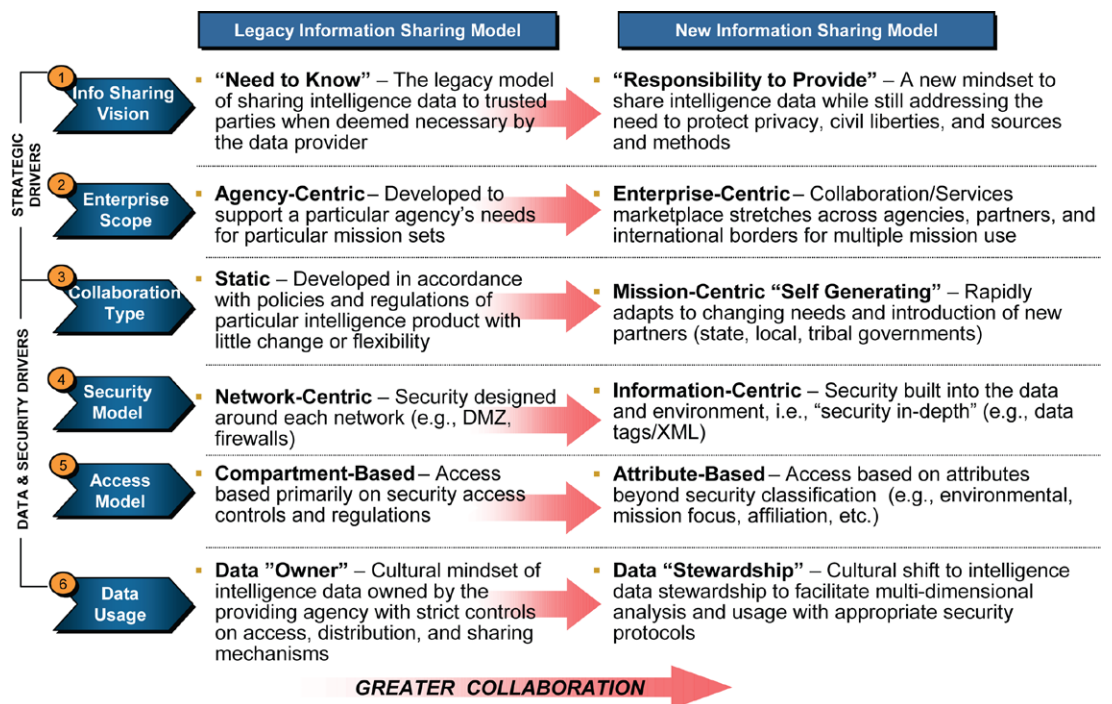 Legacy Information Sharing Model
New Information Sharing Model
STRATEGIC
DRIVERS
1
Info Sharing
Vision
▪ “Need to Know” – The legacy model
of sharing intelligence data to trusted
parties when deemed necessary by
the data provider
▪ “Responsibility to Provide” – A new mindset to
share intelligence data while still addressing the
need to protect privacy, civil liberties, and sources
and methods
2
Enterprise
Scope
▪ Agency-Centric – Developed to
support a particular agency’s needs
for particular mission sets
▪ Enterprise-Centric – Collaboration/Services
marketplace stretches across agencies, partners, and
international borders for multiple mission use
DATA & SECURITY DRIVERS
3
Collaboration
Type
▪ Static – Developed in accordance
with policies and regulations of
particular intelligence product with
little change or flexibility
▪ Mission-Centric “Self Generating” – Rapidly
adapts to changing needs and introduction of new
partners (state, local, tribal governments)
4
Security
Model
▪ Network-Centric – Security designed
around each network (e.g., DMZ,
firewalls)
▪ Information-Centric – Security built into the data
and environment, i.e., “security in-depth” (e.g., data
tags/XML)
5
Access
Model
▪ Compartment-Based – Access
based primarily on security access
controls and regulations
▪ Attribute-Based – Access based on attributes
beyond security classification (e.g., environmental,
mission focus, affiliation, etc.)
6
Data
Usage
▪ Data "Owner” – Cultural mindset of
intelligence data owned by the
providing agency with strict controls
on access, distribution, and sharing
mechanisms
▪ Data “Stewardship” – Cultural shift to intelligence
data stewardship to facilitate multi-dimensional
analysis and usage with appropriate security
protocols
GREATER COLLABORATION